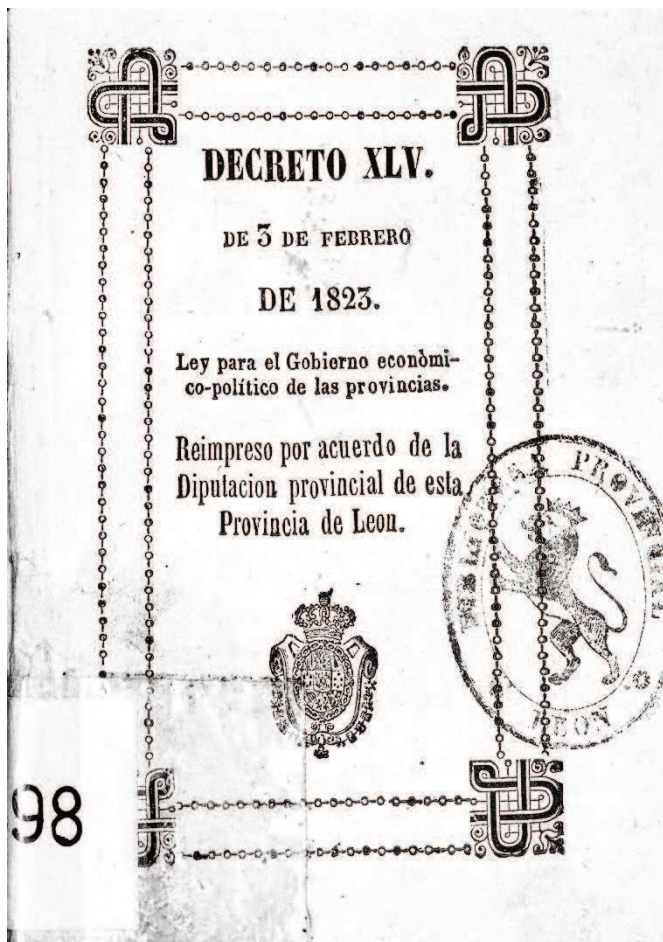 DECRETO XLV.
DE 3 DE FEBRERO
DE 1823.
Ley para el Gobierno econòmi-
co-político de las provincias.
Reimpreso por acuerdo de la
Diputacion provincial de esta
Provincia de Leon.
PROVINCIAL
LEON
98